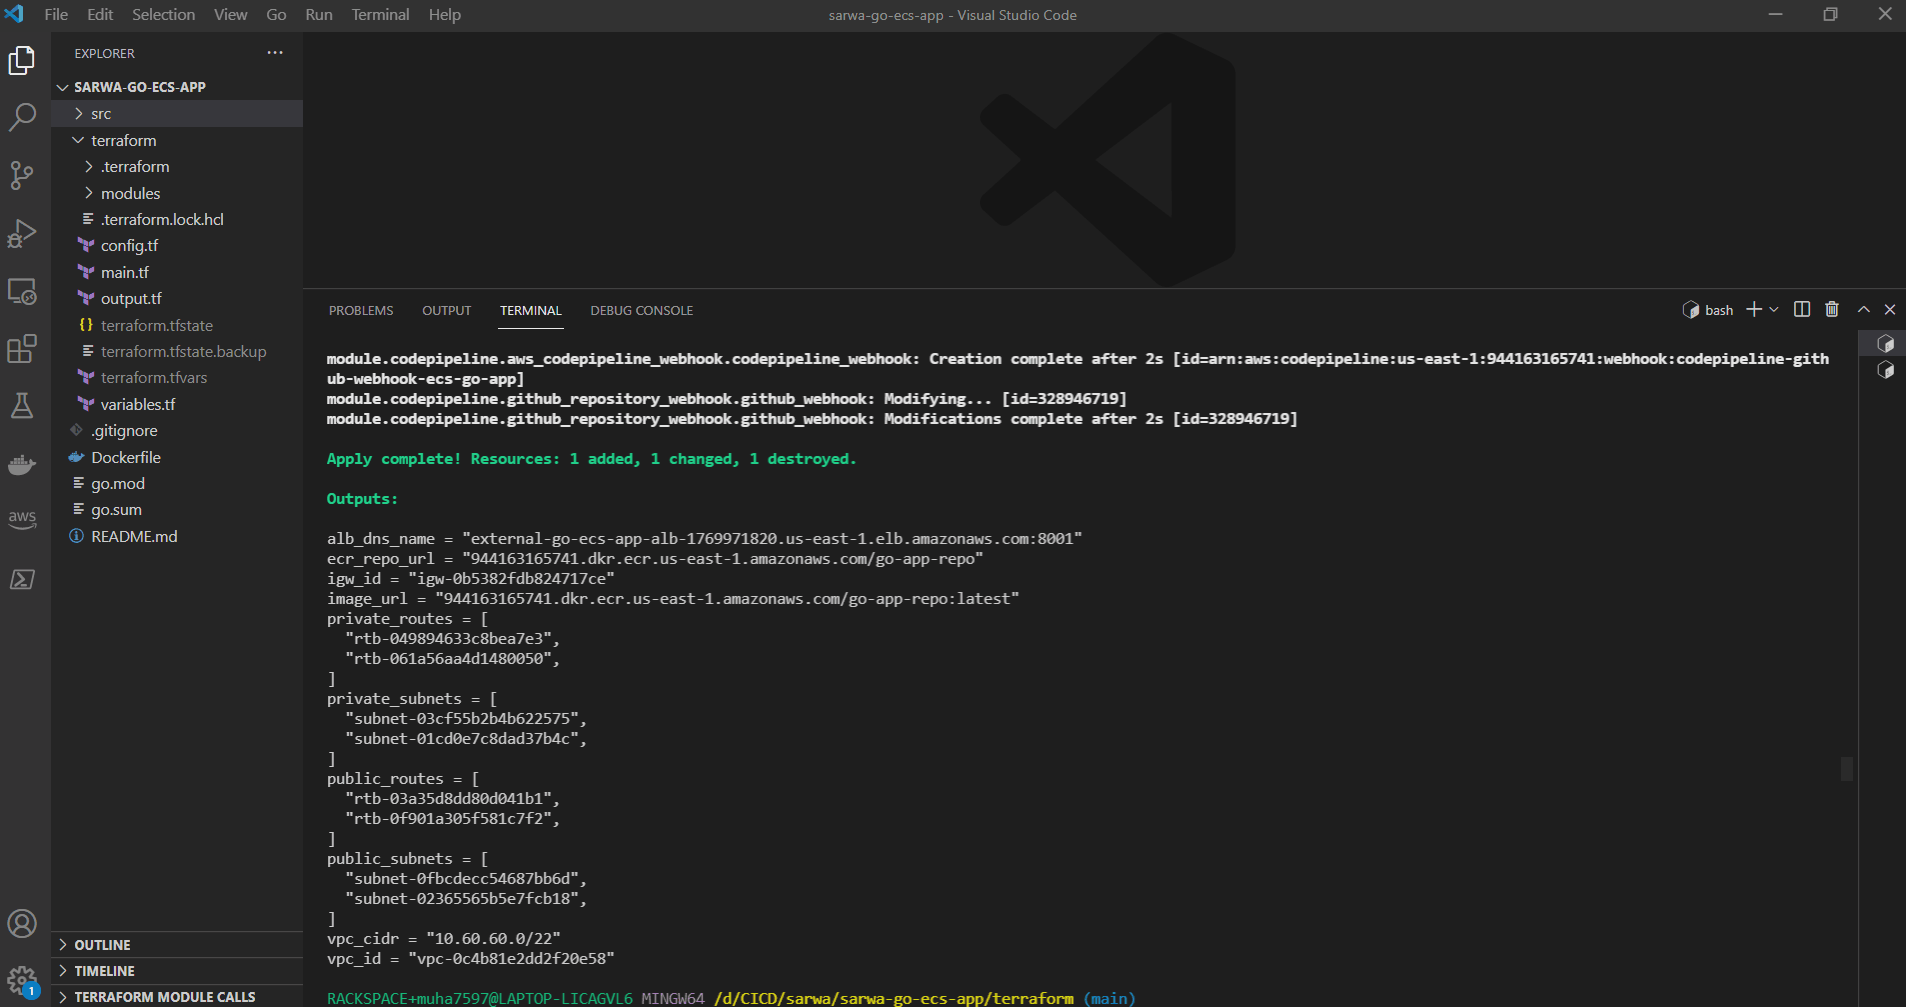 File Edit Selection View Go Run Terminal Help
sarwa-go-ecs-app - Visual Studio Code
EXPLORER
SARWA-GO-ECS-APP
src
terraform
.terraform
modules
.terraform.lock.hcl
config.tf
main.tf
output.tf
terraform.tfstate
terraform.tfstate.backup
terraform.tfvars
variables.tf
.gitignore
Dockerfile
go.mod
go.sum
README.md
aws
OUTLINE
TIMELINE
TERRAFORM MODULE CALLS
1
PROBLEMS OUTPUT TERMINAL DEBUG CONSOLE
bash
module.codepipeline.aws_codepipeline_webhook.codepipeline_webhook: Creation complete after 2s [id=arn:aws:codepipeline:us-east-1:944163165741:webhook:codepipeline-gith
ub-webhook-ecs-go-app]
module.codepipeline.github_repository_webhook.github_webhook: Modifying... [id=328946719]
module.codepipeline.github_repository_webhook.github_webhook: Modifications complete after 2s [id=328946719]
Apply complete! Resources: 1 added, 1 changed, 1 destroyed.
Outputs:
alb_dns_name = "external-go-ecs-app-alb-1769971820.us-east-1.elb.amazonaws.com:8001"
ecr_repo_url = "944163165741.dkr.ecr.us-east-1.amazonaws.com/go-app-repo"
igw_id = "igw-0b5382fdb824717ce"
image_url = "944163165741.dkr.ecr.us-east-1.amazonaws.com/go-app-repo:latest"
private_routes = [
"rtb-049894633c8bea7e3",
"rtb-061a56aa4d1480050",
]
private_subnets = [
"subnet-03cf55b2b4b622575",
"subnet-01cd0e7c8dad37b4c",
]
public_routes = [
"rtb-03a35d8dd80d041b1",
"rtb-0f901a305f581c7f2",
]
public_subnets = [
"subnet-0fbcdecc54687bb6d",
"subnet-02365565b5e7fcb18",
]
vpc_cidr = "10.60.60.0/22"
vpc_id = "vpc-0c4b81e2dd2f20e58"
RACKSPACE+muha7597@LAPTOP-LICAGVL6 MINGW64 /d/CICD/sarwa/sarwa-go-ecs-app/terraform (main)